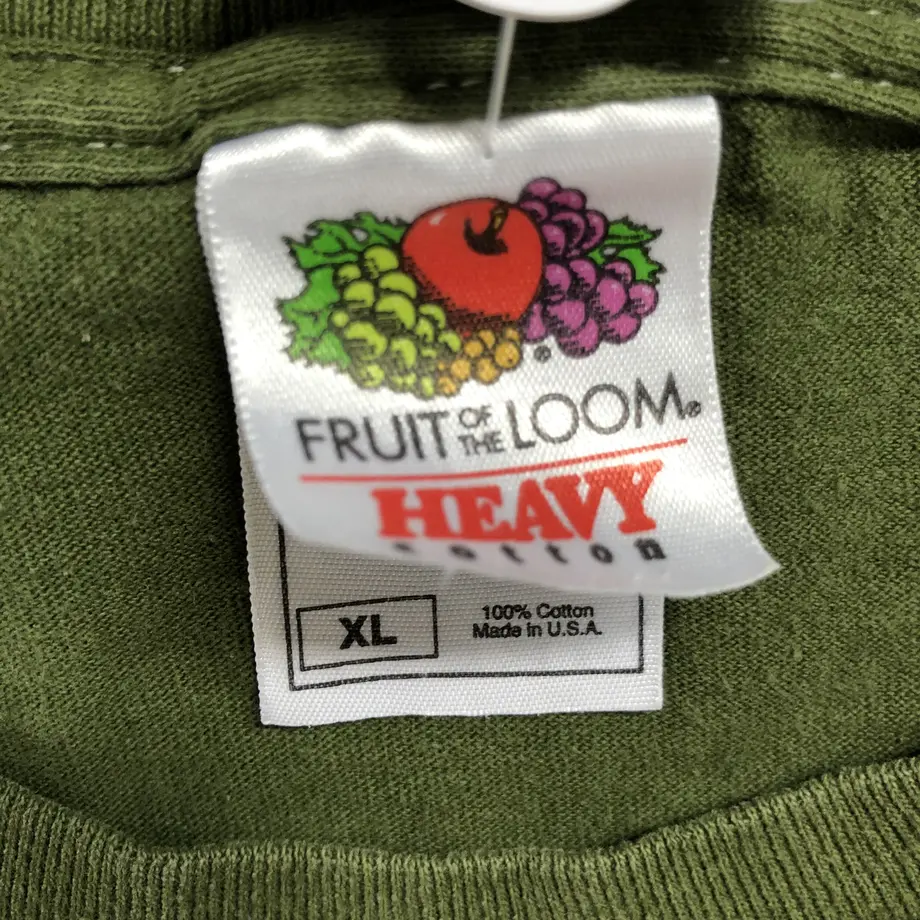 FRUIT OF THE LOOM®
HEAVY
cotton
XL
100% Cotton
Made in U.S.A.